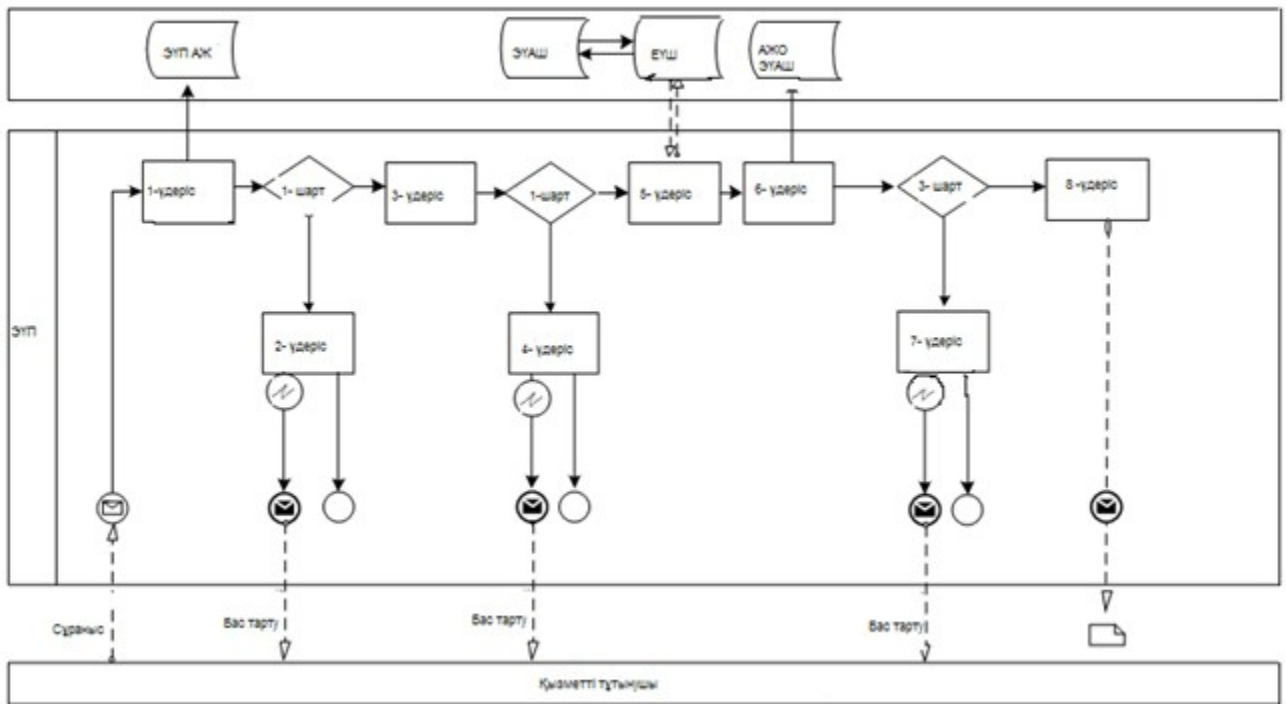 ЭҮП АЖ
ЭҮАШ
ЕҮШ
АЖО
ЭҮАШ
1-үдеріс
1- шарт
3- үдеріс
1-шарт
5- үдеріс
6- үдеріс
3- шарт
8 -үдеріс
ЭҮП
2- үдеріс
4- үдеріс
7- үдеріс
Сұраныс
Бас тарту
Бас тарту
Бас тарту
Қызметті тұтынушы